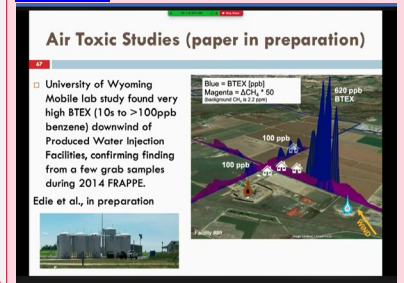 Air Toxic Studies (paper in preparation)
67
University of Wyoming
Mobile lab study found very
high BTEX (10s to >100ppb
benzene) downwind of
Produced Water Injection
Facilities, confirming finding
from a few grab samples
during 2014 FRAPPE.
Edie et al., in preparation
Blue = BTEX [ppb]
Magenta = ΔCH₄ * 50
(background CH₄ is 2.2 ppm)
620 ppb
BTEX
100 ppb
100 ppb
WIND